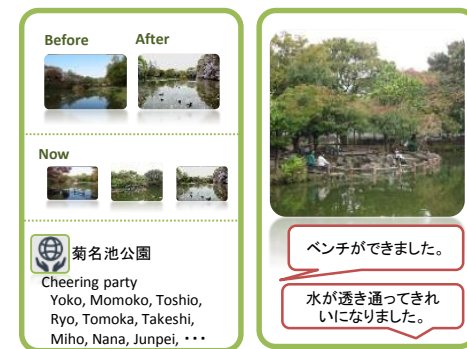 Before After
Now
菊名池公園
Cheering party
Yoko, Momoko, Toshio,
Ryo, Tomoka, Takeshi,
Miho, Nana, Junpei, ・・・
ベンチができました。
水が透き通ってきれ
いになりました。